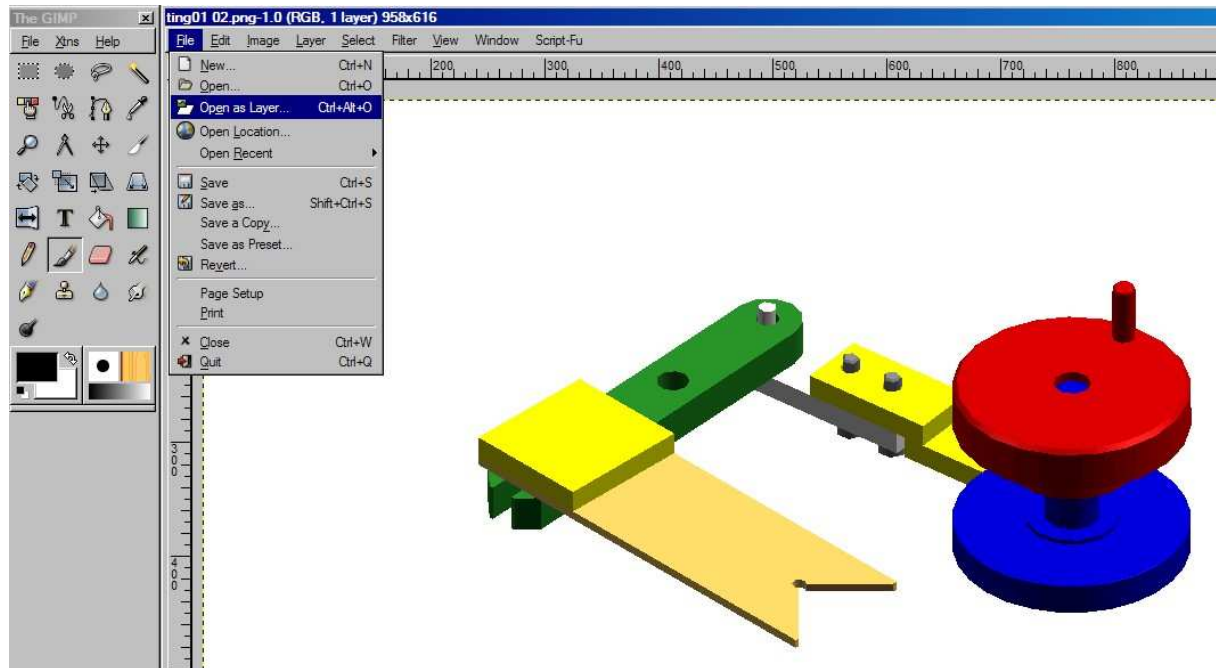 The GIMP
File Xtns Help
ting01 02.png-1.0 (RGB, 1 layer) 958x616
File Edit Image Layer Select Filter View Window Script-Fu
New... Ctrl+N
Open... Ctrl+O
Open as Layer... Ctrl+Alt+O
Open Location...
Open Recent
Save Ctrl+S
Save as... Shift+Ctrl+S
Save a Copy...
Save as Preset...
Revert...
Page Setup
Print
Close Ctrl+W
Quit Ctrl+Q
200 300 400 500 600 700 800
300
400